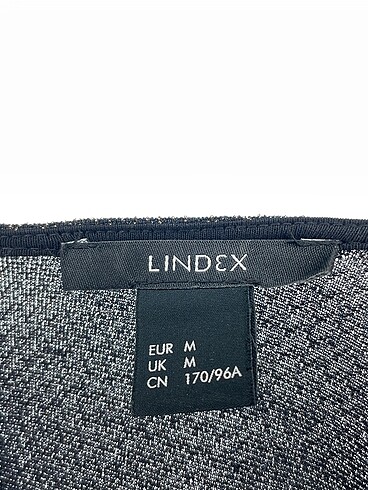 LINDEX
EUR M
UK M
CN 170/96A